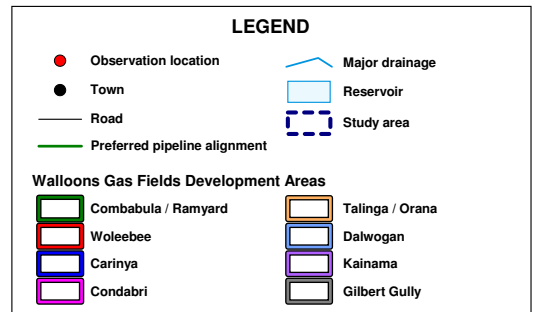 LEGEND
Observation location
Town
Road
Preferred pipeline alignment
Major drainage
Reservoir
Study area
Walloons Gas Fields Development Areas
Combabula / Ramyard
Woleebee
Carinya
Condabri
Talinga / Orana
Dalwogan
Kainama
Gilbert Gully